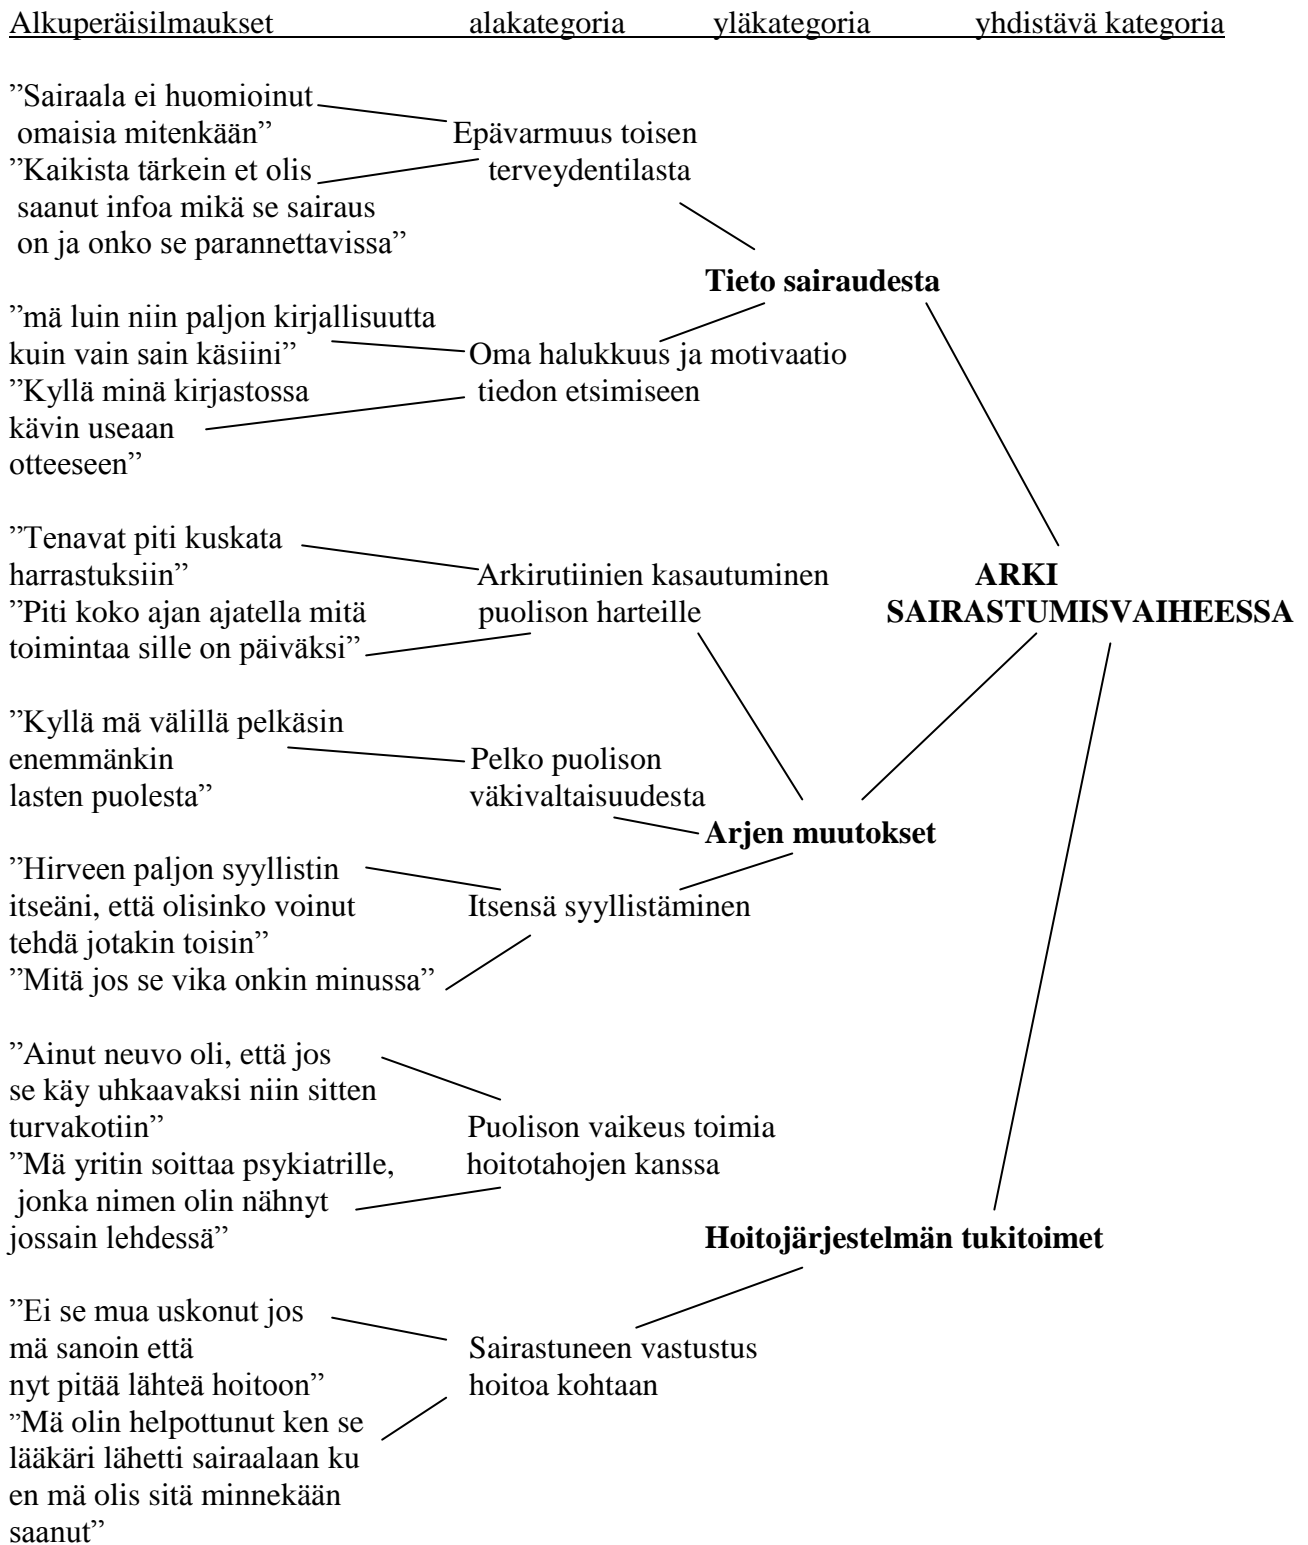 Alkuperäisilmaukset alakategoria yläkategoria yhdistävä kategoria
”Sairaala ei huomioinut
omaisia mitenkään” Epävarmuus toisen
”Kaikista tärkein et olis terveydentilasta
saanut infoa mikä se sairaus
on ja onko se parannettavissa”
Tieto sairaudesta
”mä luin niin paljon kirjallisuutta
kuin vain sain käsiini” Oma halukkuus ja motivaatio
”Kyllä minä kirjastossa tiedon etsimiseen
kävin useaan
otteeseen”
”Tenavat piti kuskata
harrastuksiin” Arkirutiinien kasautuminen ARKI
”Piti koko ajan ajatella mitä puolison harteille SAIRASTUMISVAIHEESSA
toimintaa sille on päiväksi”
”Kyllä mä välillä pelkäsin
enemmänkin Pelko puolison
lasten puolesta” väkivaltaisuudesta
Arjen muutokset
”Hirveen paljon syyllistin
itseäni, että olisinko voinut Itsensä syyllistäminen
tehdä jotakin toisin”
”Mitä jos se vika onkin minussa”
”Ainut neuvo oli, että jos
se käy uhkaavaksi niin sitten
turvakotiin” Puolison vaikeus toimia
”Mä yritin soittaa psykiatrille, hoitotahojen kanssa
jonka nimen olin nähnyt
jossain lehdessä” Hoitojärjestelmän tukitoimet
”Ei se mua uskonut jos
mä sanoin että Sairastuneen vastustus
nyt pitää lähteä hoitoon” hoitoa kohtaan
”Mä olin helpottunut ken se
lääkäri lähetti sairaalaan ku
en mä olis sitä minnekään
saanut”